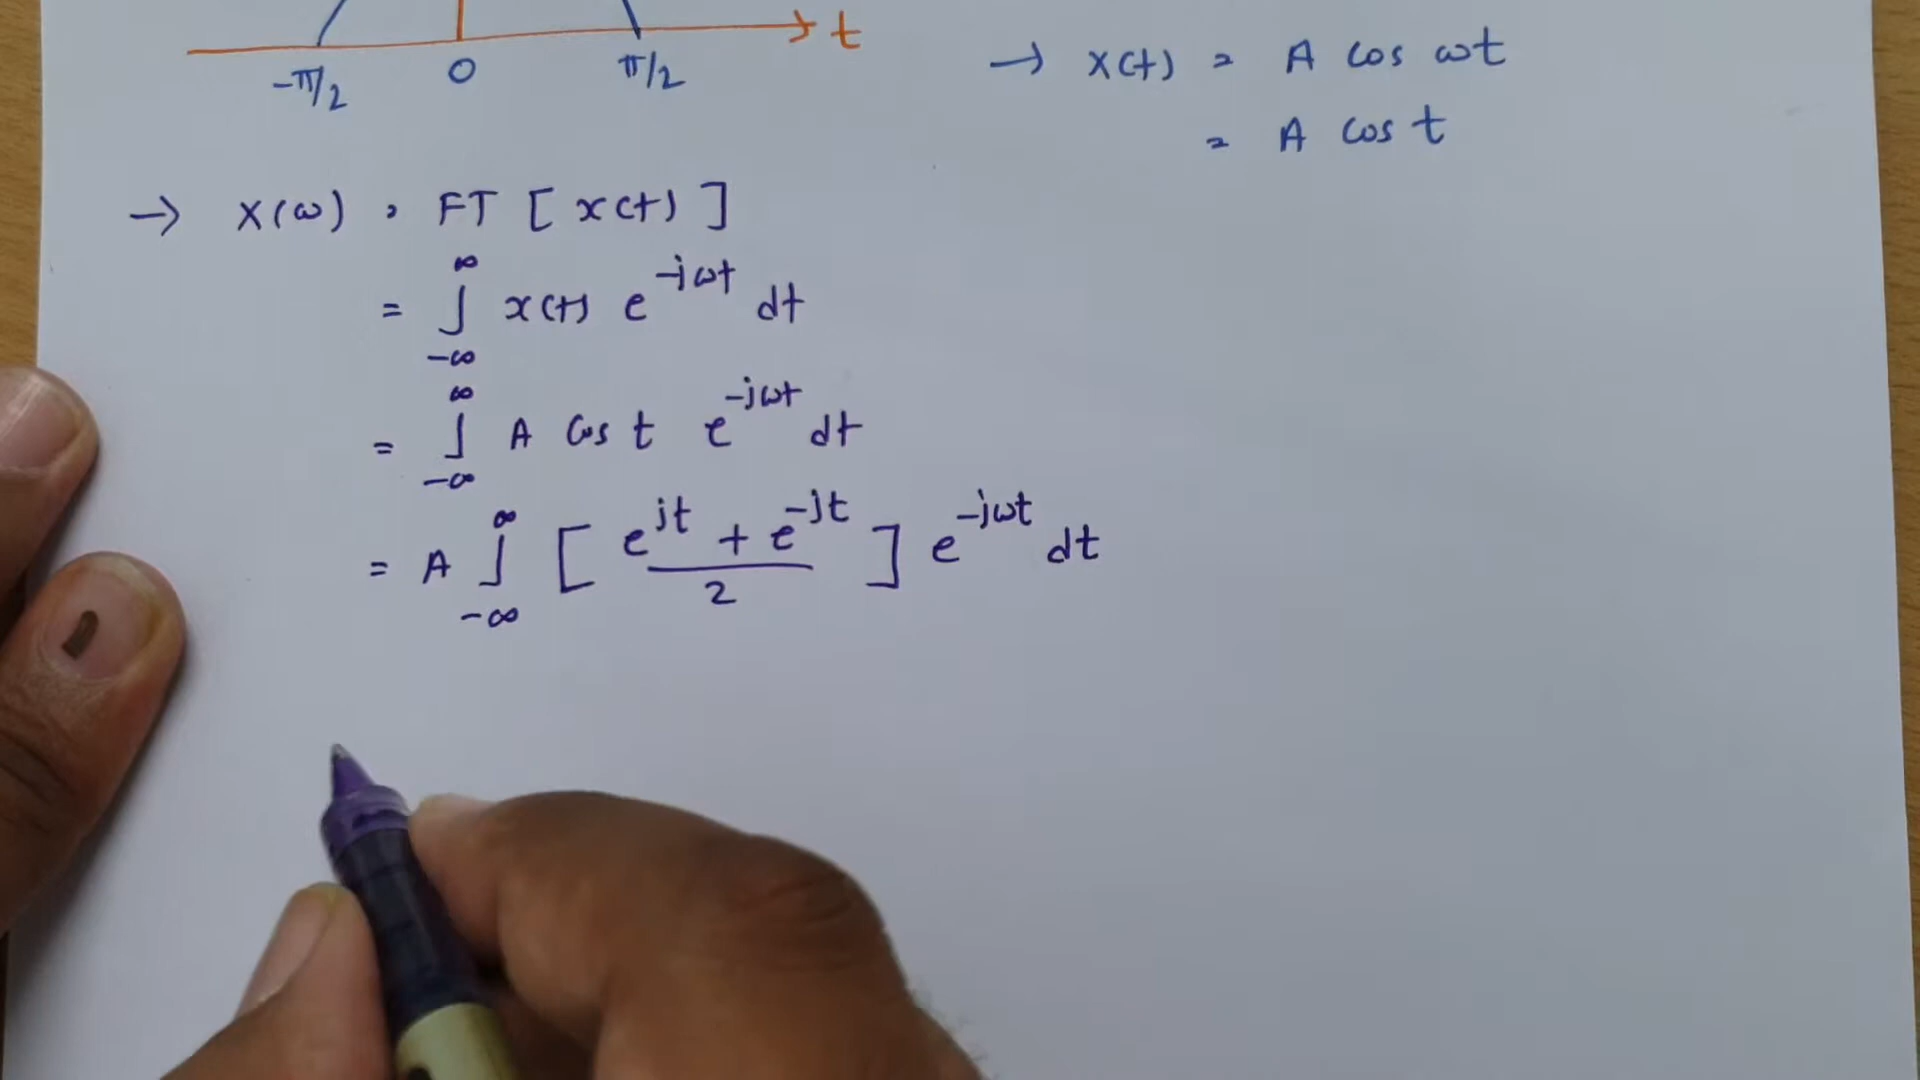 t
-π/2 0 π/2
→ x(t) = A cos ωt
= A cos t
→ X(ω) = FT [ x(t) ]
= ∫_{-∞}^{∞} x(t) e^{-jωt} dt
= ∫_{-∞}^{∞} A cos t e^{-jωt} dt
= A ∫_{-∞}^{∞} [ (e^{jt} + e^{-jt}) / 2 ] e^{-jωt} dt